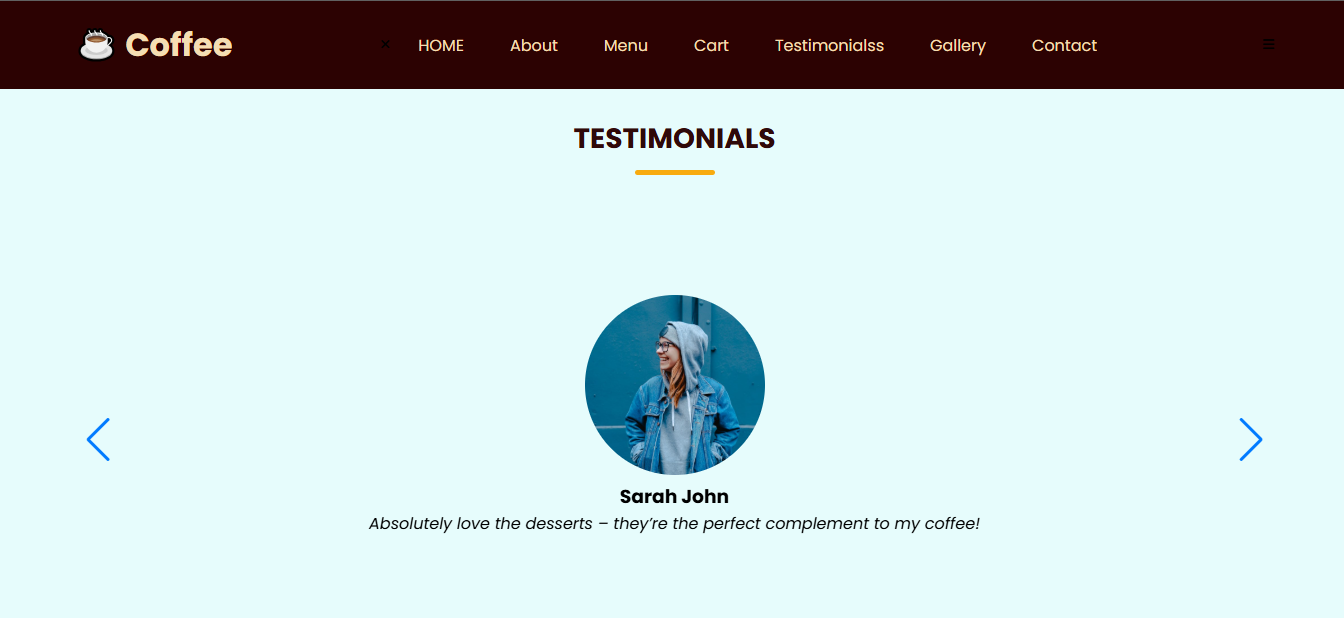 Coffee
HOME About Menu Cart Testimonialss Gallery Contact
TESTIMONIALS
Sarah John
Absolutely love the desserts – they’re the perfect complement to my coffee!